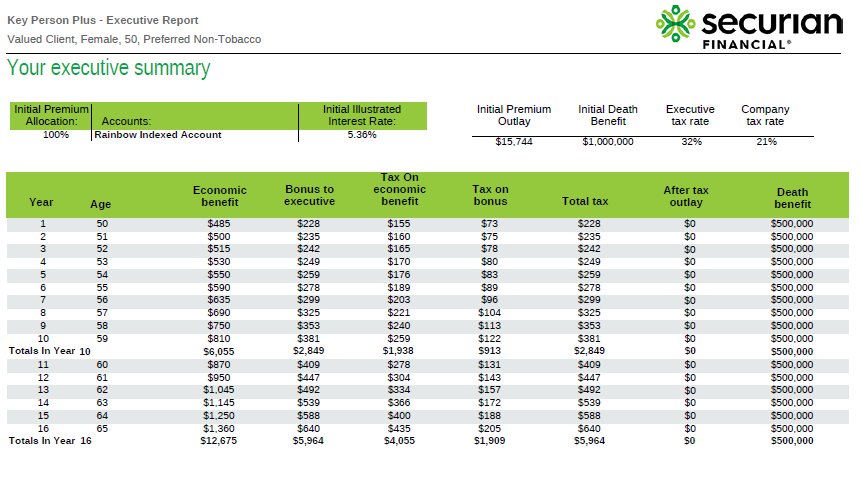 Key Person Plus - Executive Report
Valued Client, Female, 50, Preferred Non-Tobacco
securian
FINANCIAL®
Your executive summary
Initial Premium Allocation: Accounts: Initial Illustrated Interest Rate:
100% Rainbow Indexed Account 5.36%
Initial Premium Outlay Initial Death Benefit Executive tax rate Company tax rate
$15,744 $1,000,000 32% 21%
Year Age Economic benefit Bonus to executive Tax On economic benefit Tax on bonus Total tax After tax outlay Death benefit
1 50 $485 $228 $155 $73 $228 $0 $500,000
2 51 $500 $235 $160 $75 $235 $0 $500,000
3 52 $515 $242 $165 $78 $242 $0 $500,000
4 53 $530 $249 $170 $80 $249 $0 $500,000
5 54 $550 $259 $176 $83 $259 $0 $500,000
6 55 $590 $278 $189 $89 $278 $0 $500,000
7 56 $635 $299 $203 $96 $299 $0 $500,000
8 57 $690 $325 $221 $104 $325 $0 $500,000
9 58 $750 $353 $240 $113 $353 $0 $500,000
10 59 $810 $381 $259 $122 $381 $0 $500,000
Totals In Year 10 $6,055 $2,849 $1,938 $913 $2,849 $0 $500,000
11 60 $870 $409 $278 $131 $409 $0 $500,000
12 61 $950 $447 $304 $143 $447 $0 $500,000
13 62 $1,045 $492 $334 $157 $492 $0 $500,000
14 63 $1,145 $539 $366 $172 $539 $0 $500,000
15 64 $1,250 $588 $400 $188 $588 $0 $500,000
16 65 $1,360 $640 $435 $205 $640 $0 $500,000
Totals In Year 16 $12,675 $5,964 $4,055 $1,909 $5,964 $0 $500,000